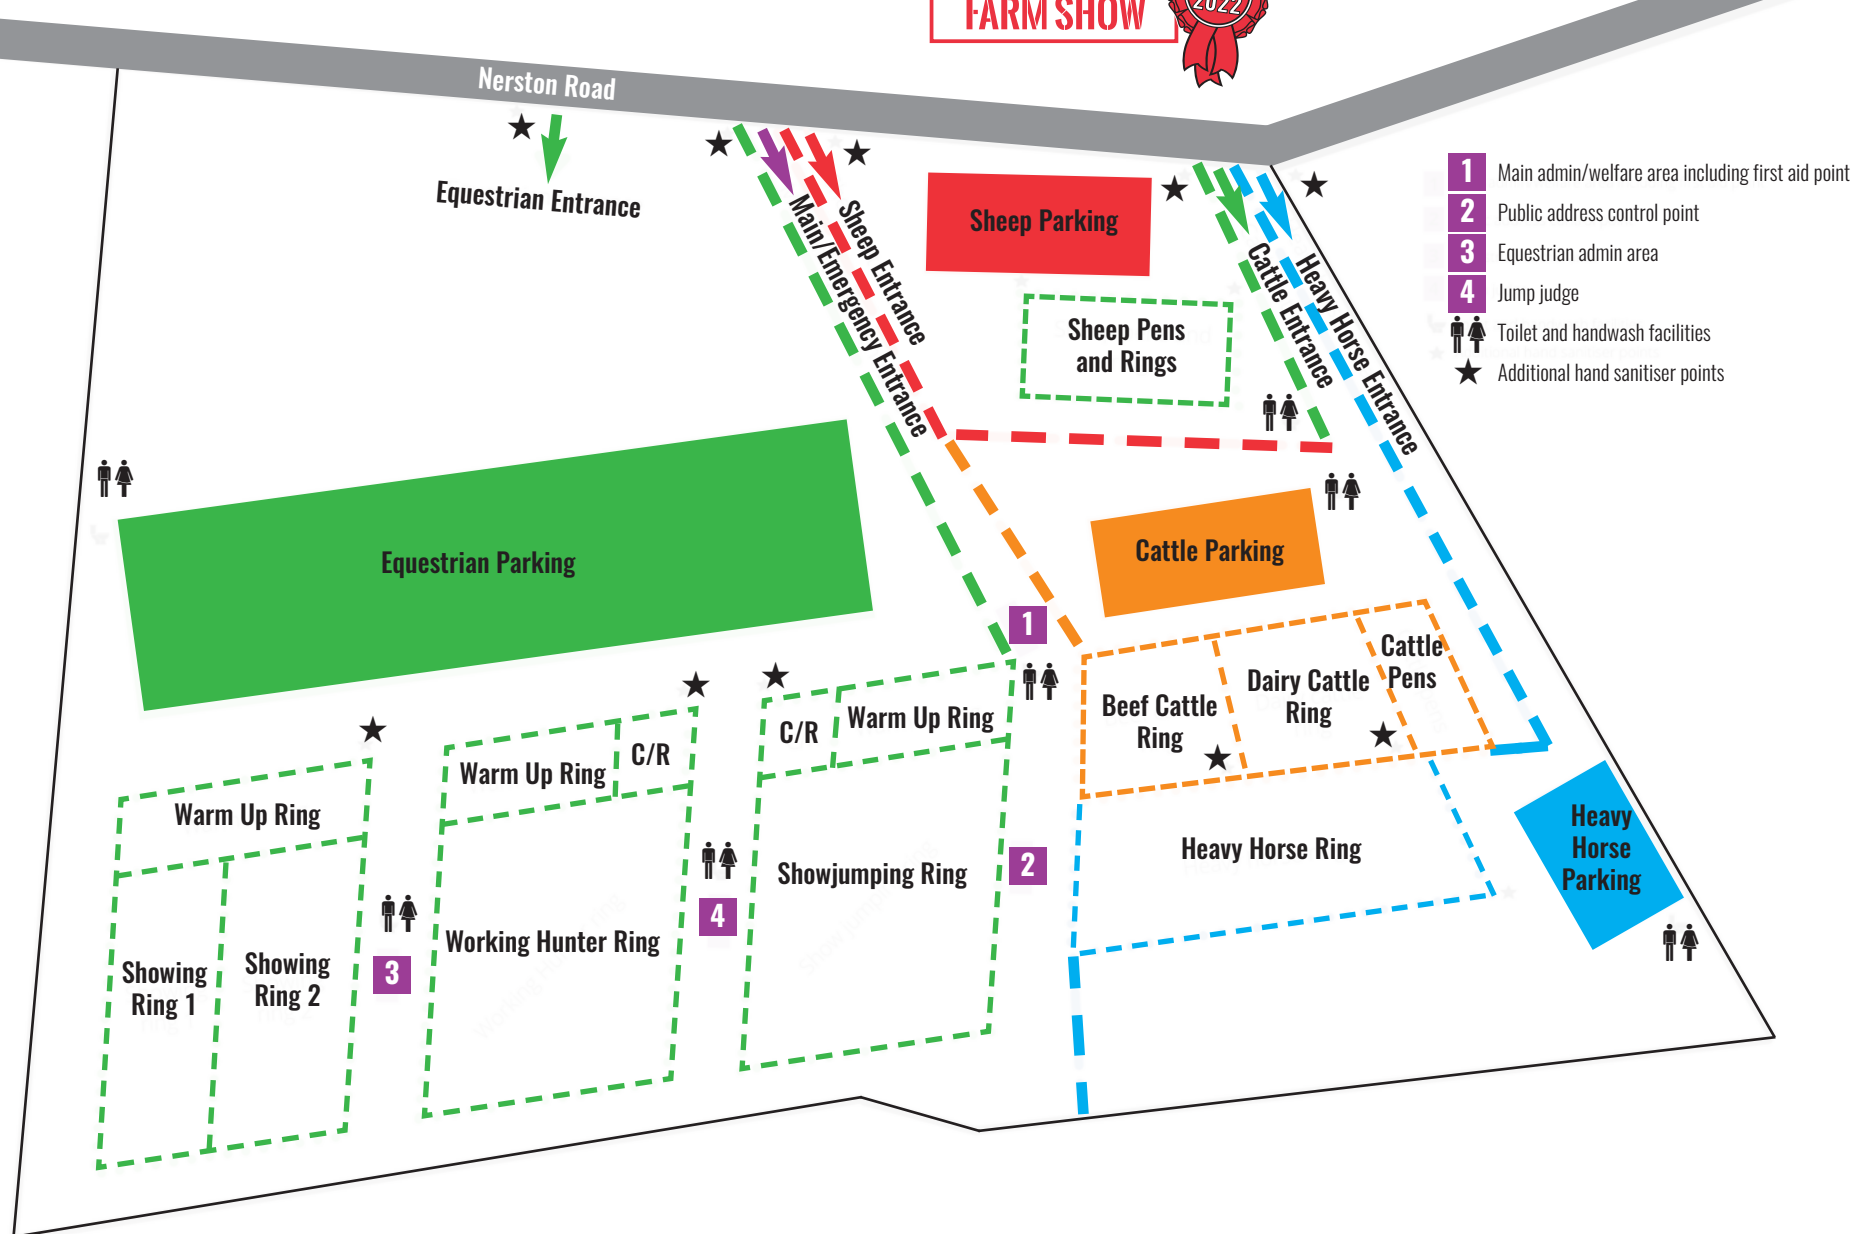 FARM SHOW
2022
Nerston Road
Equestrian Entrance
Main/Emergency Entrance
Sheep Entrance
Sheep Parking
Sheep Pens
and Rings
Cattle Entrance
Heavy Horse Entrance
1 Main admin/welfare area including first aid point
2 Public address control point
3 Equestrian admin area
4 Jump judge
Toilet and handwash facilities
Additional hand sanitiser points
Equestrian Parking
Cattle Parking
1
Beef Cattle
Ring
Dairy Cattle
Ring
Cattle
Pens
C/R
Warm Up Ring
Warm Up Ring
C/R
Warm Up Ring
Showjumping Ring
2
Heavy Horse Ring
Heavy
Horse
Parking
4
Working Hunter Ring
3
Showing
Ring 1
Showing
Ring 2